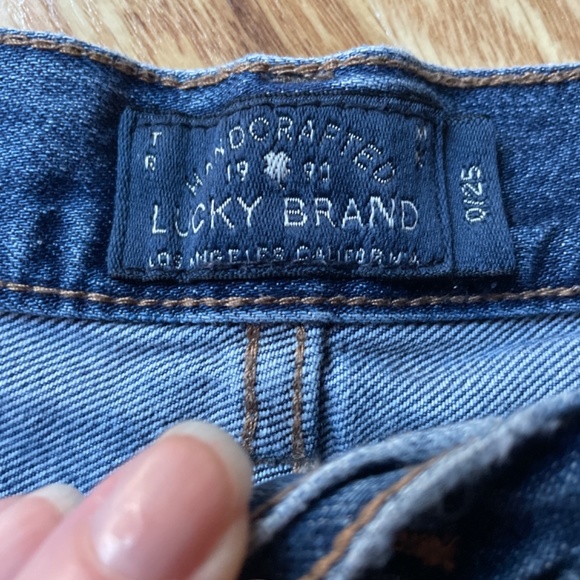 HANDCRAFTED
T R
19 90
M K
LUCKY BRAND
LOS ANGELES CALIFORNIA
0/25